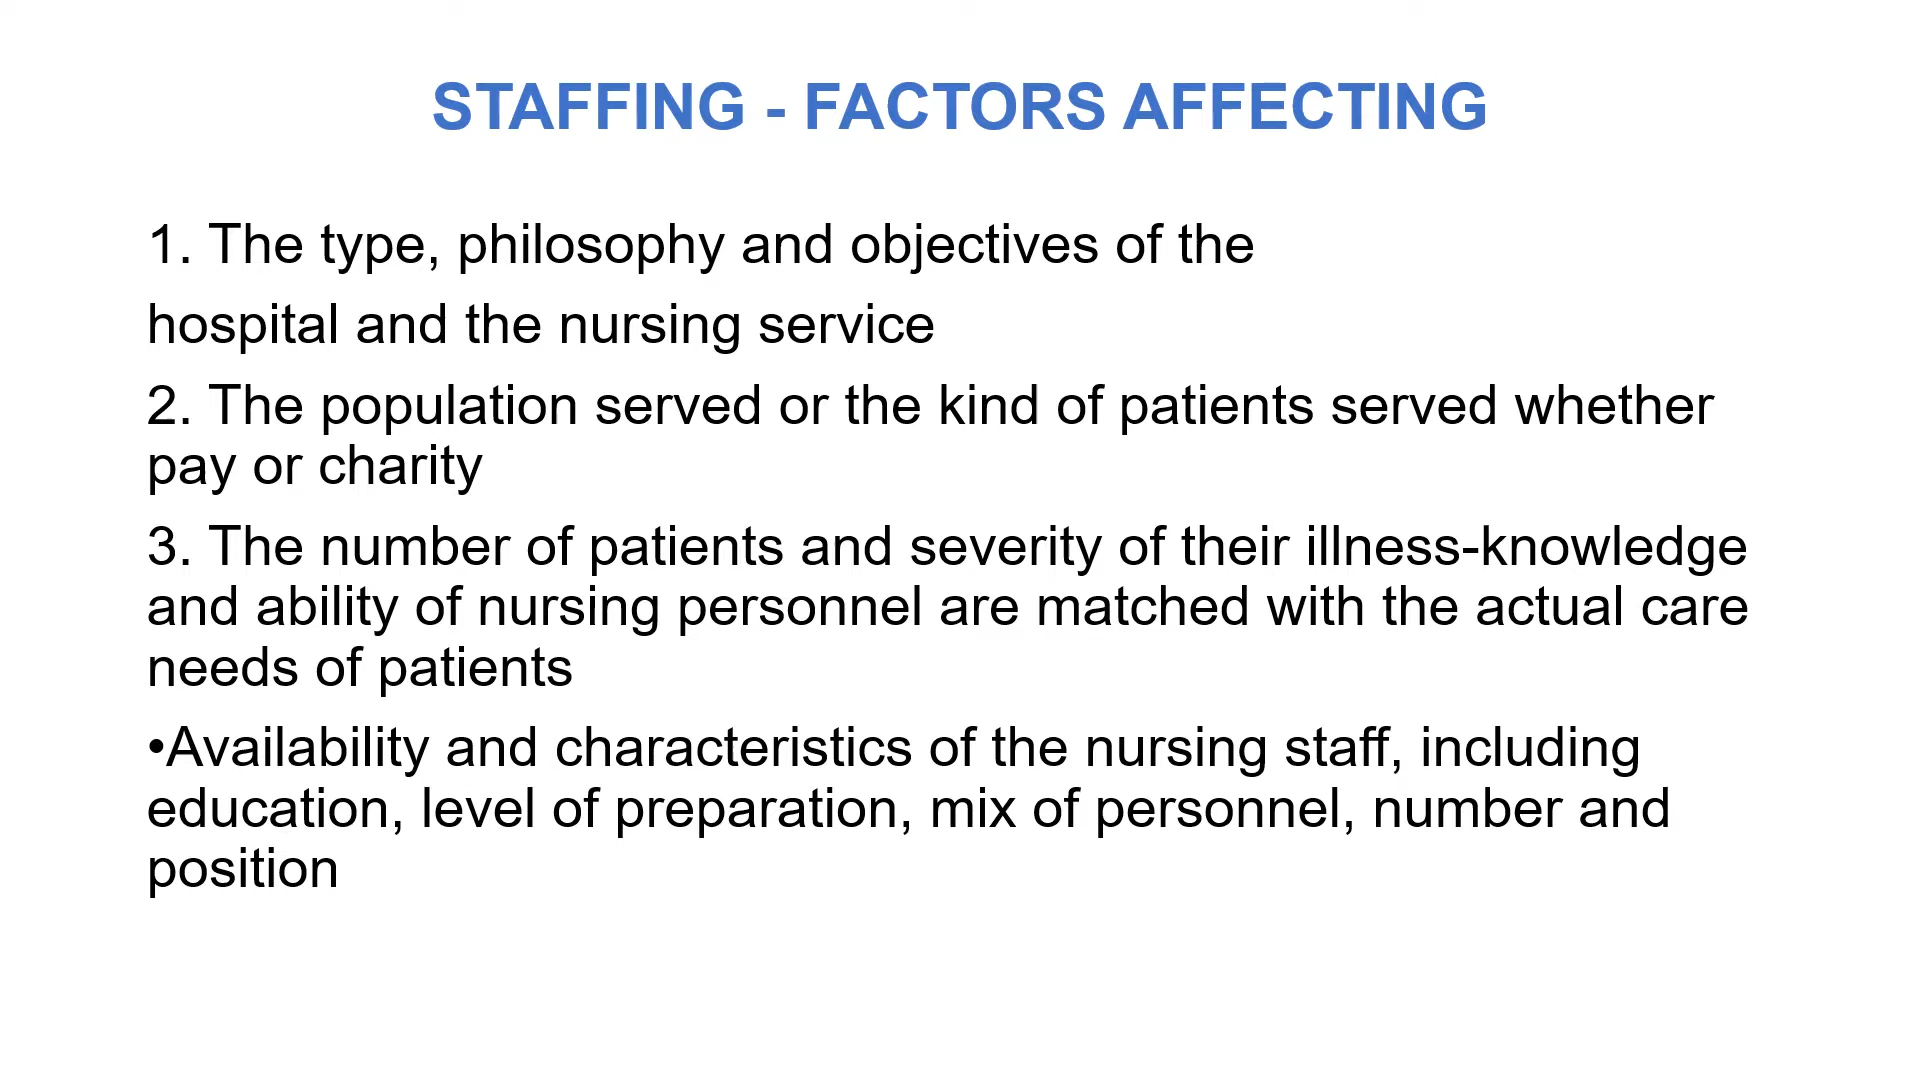 STAFFING - FACTORS AFFECTING
1. The type, philosophy and objectives of the
hospital and the nursing service
2. The population served or the kind of patients served whether
pay or charity
3. The number of patients and severity of their illness-knowledge
and ability of nursing personnel are matched with the actual care
needs of patients
•Availability and characteristics of the nursing staff, including
education, level of preparation, mix of personnel, number and
position